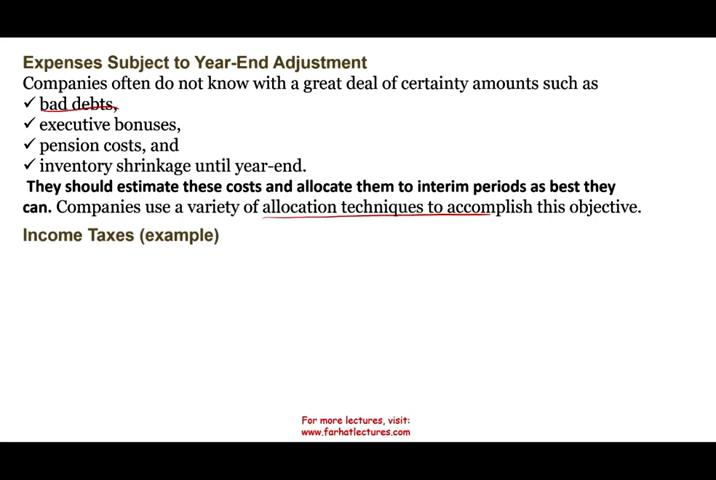 Expenses Subject to Year-End Adjustment
Companies often do not know with a great deal of certainty amounts such as
✓ bad debts,
✓ executive bonuses,
✓ pension costs, and
✓ inventory shrinkage until year-end.
They should estimate these costs and allocate them to interim periods as best they
can. Companies use a variety of allocation techniques to accomplish this objective.
Income Taxes (example)
For more lectures, visit:
www.farhatlectures.com